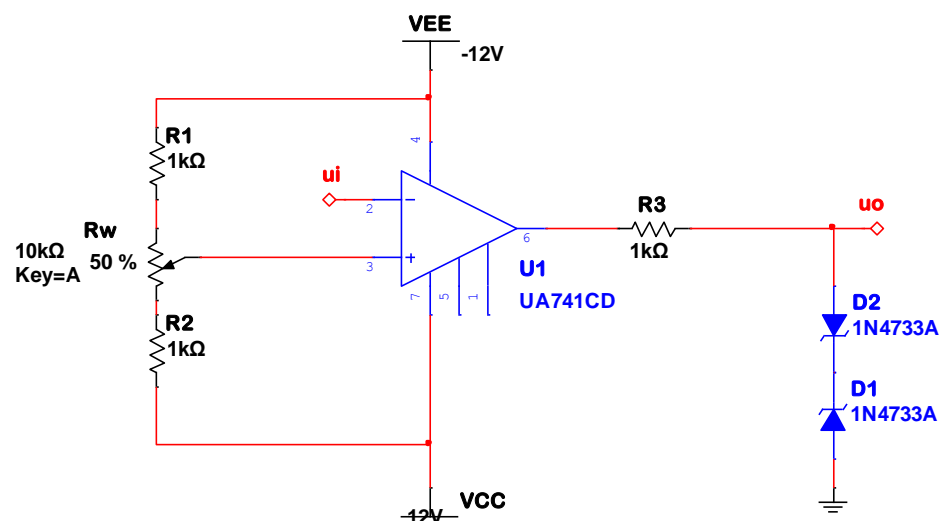 VEE
-12V
R1
1kΩ
4
ui
2
−
R3
1kΩ
uo
6
Rw
10kΩ
50 %
Key=A
3
+
U1
UA741CD
7
5
1
R2
1kΩ
D2
1N4733A
D1
1N4733A
VCC
12V